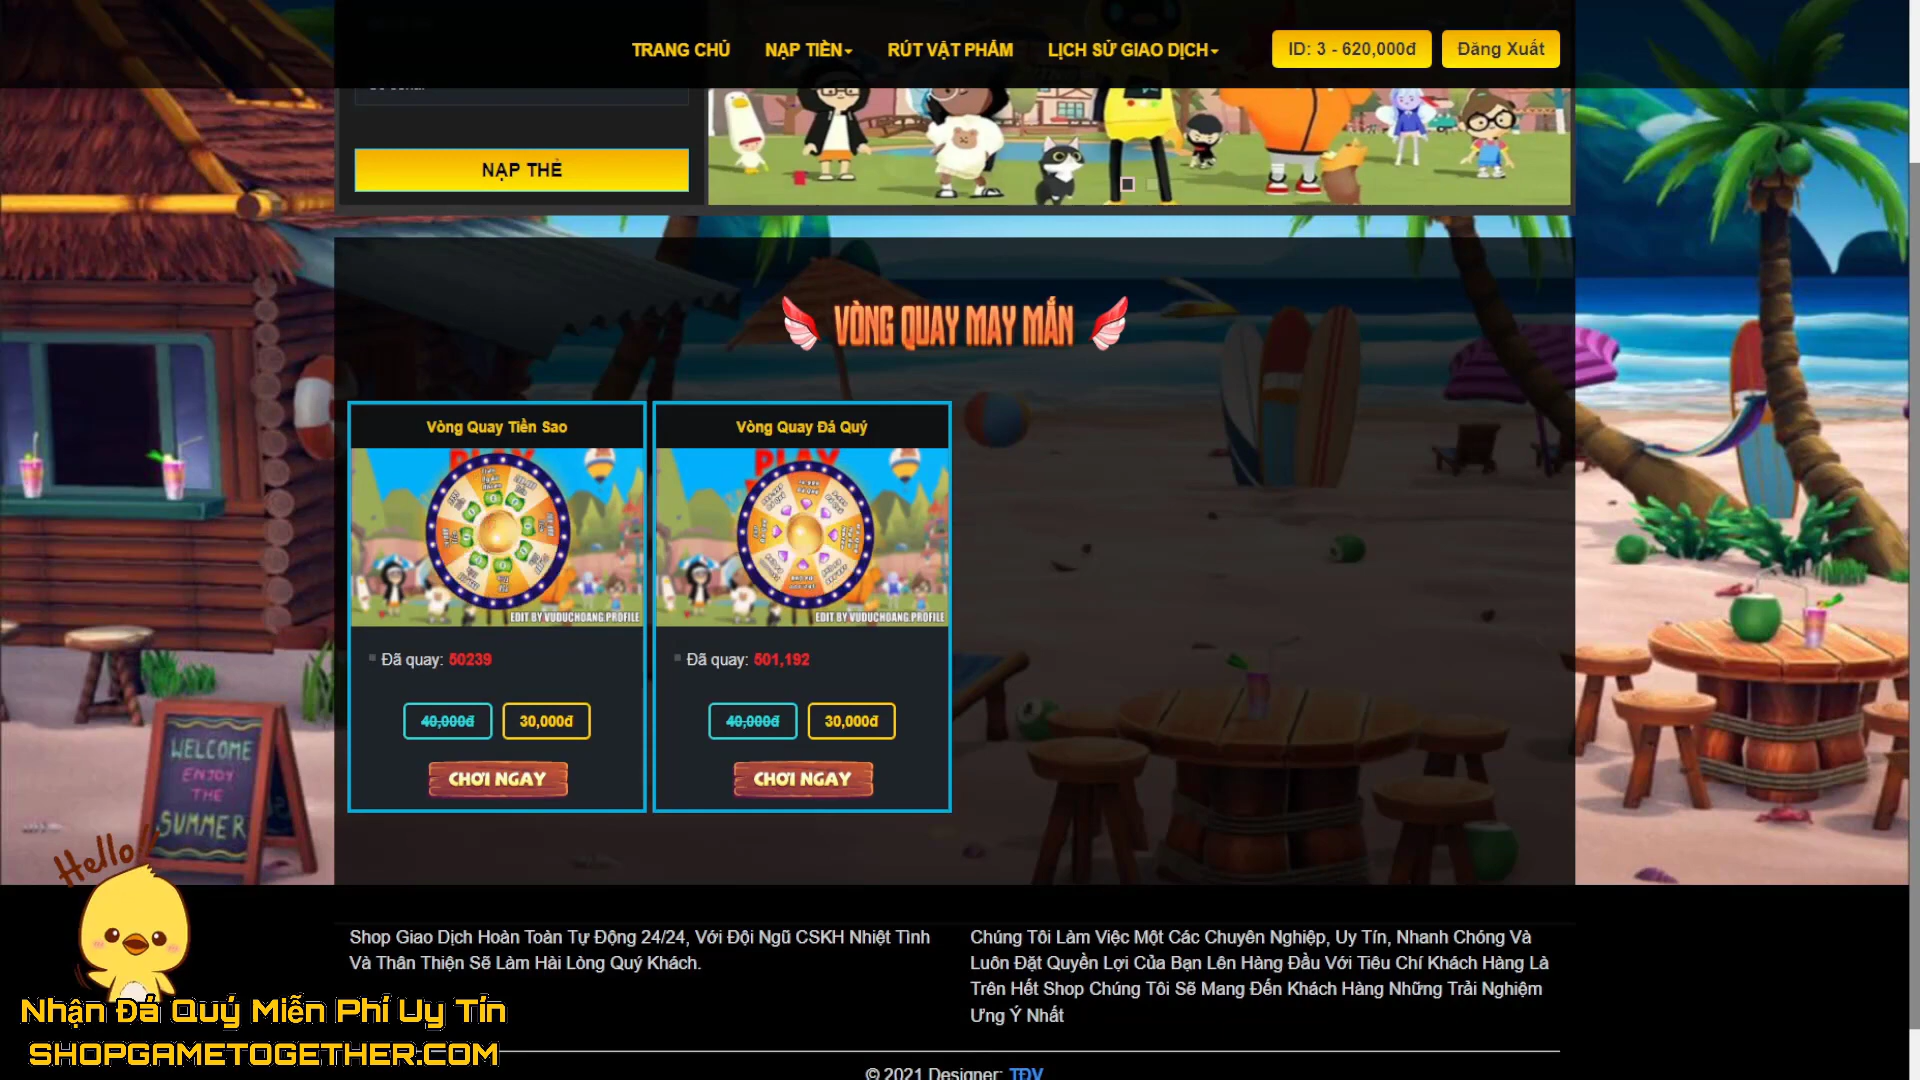 TRANG CHỦ NẠP TIỀN RÚT VẬT PHẨM LỊCH SỬ GIAO DỊCH ID: 3 - 620,000đ Đăng Xuất
NẠP THẺ
VÒNG QUAY MAY MẮN
Vòng Quay Tiền Sao
PLAY
EDIT BY VUDUCHOANG.PROFILE
Đã quay: 50239
40,000đ 30,000đ
CHƠI NGAY
Vòng Quay Đá Quý
PLAY
EDIT BY VUDUCHOANG.PROFILE
Đã quay: 501,192
40,000đ 30,000đ
CHƠI NGAY
WELCOME
ENJOY
THE
SUMMER
Hello!
Shop Giao Dịch Hoàn Toàn Tự Động 24/24, Với Đội Ngũ CSKH Nhiệt Tình
Và Thân Thiện Sẽ Làm Hài Lòng Quý Khách.
Chúng Tôi Làm Việc Một Các Chuyên Nghiệp, Uy Tín, Nhanh Chóng Và
Luôn Đặt Quyền Lợi Của Bạn Lên Hàng Đầu Với Tiêu Chí Khách Hàng Là
Trên Hết Shop Chúng Tôi Sẽ Mang Đến Khách Hàng Những Trải Nghiệm
Ưng Ý Nhất
Nhận Đá Quý Miễn Phí Uy Tín
SHOPGAMETOGETHER.COM
© 2021 Designer: TĐV